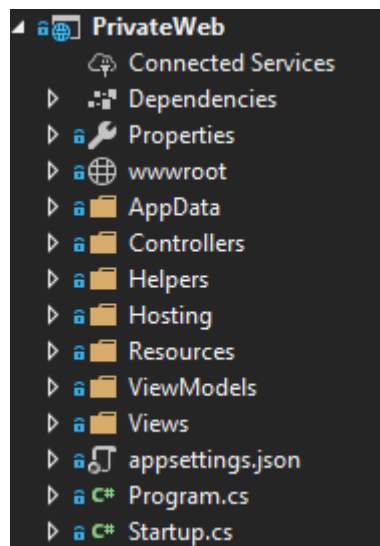 PrivateWeb
Connected Services
Dependencies
Properties
wwwroot
AppData
Controllers
Helpers
Hosting
Resources
ViewModels
Views
appsettings.json
C# Program.cs
C# Startup.cs